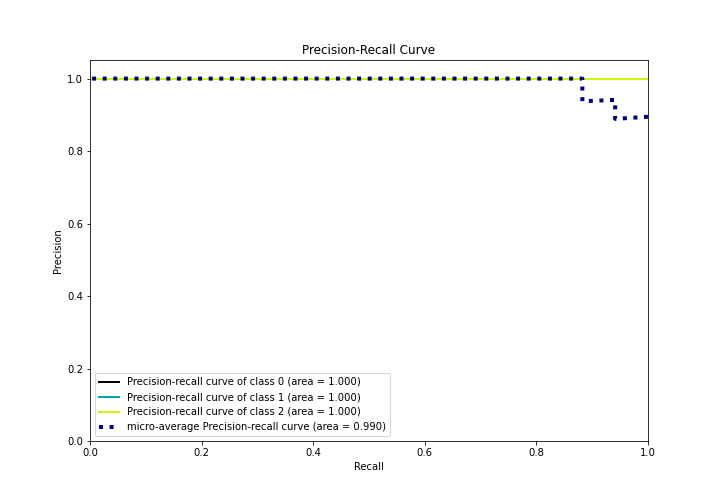 Precision-Recall Curve
1.0
0.8
0.6
0.4
0.2
0.0
Precision
Precision-recall curve of class 0 (area = 1.000)
Precision-recall curve of class 1 (area = 1.000)
Precision-recall curve of class 2 (area = 1.000)
micro-average Precision-recall curve (area = 0.990)
0.0 0.2 0.4 0.6 0.8 1.0
Recall